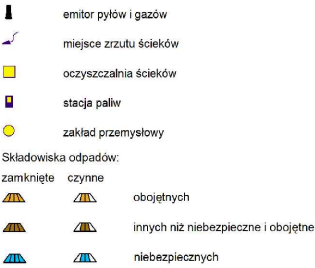 emitor pyłów i gazów
miejsce zrzutu ścieków
oczyszczalnia ścieków
stacja paliw
zakład przemysłowy
Składowiska odpadów:
zamknięte czynne
obojętnych
innych niż niebezpieczne i obojętne
niebezpiecznych